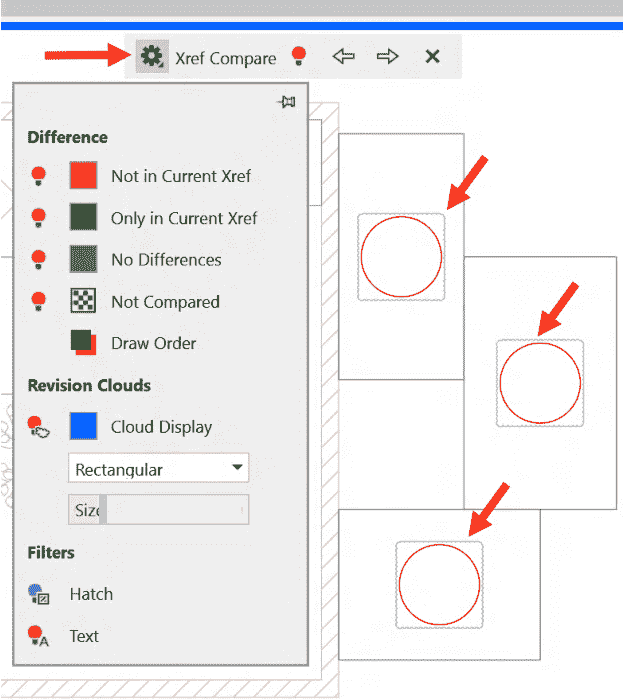 Xref Compare
Difference
Not in Current Xref
Only in Current Xref
No Differences
Not Compared
Draw Order
Revision Clouds
Cloud Display
Rectangular
Size
Filters
Hatch
A Text